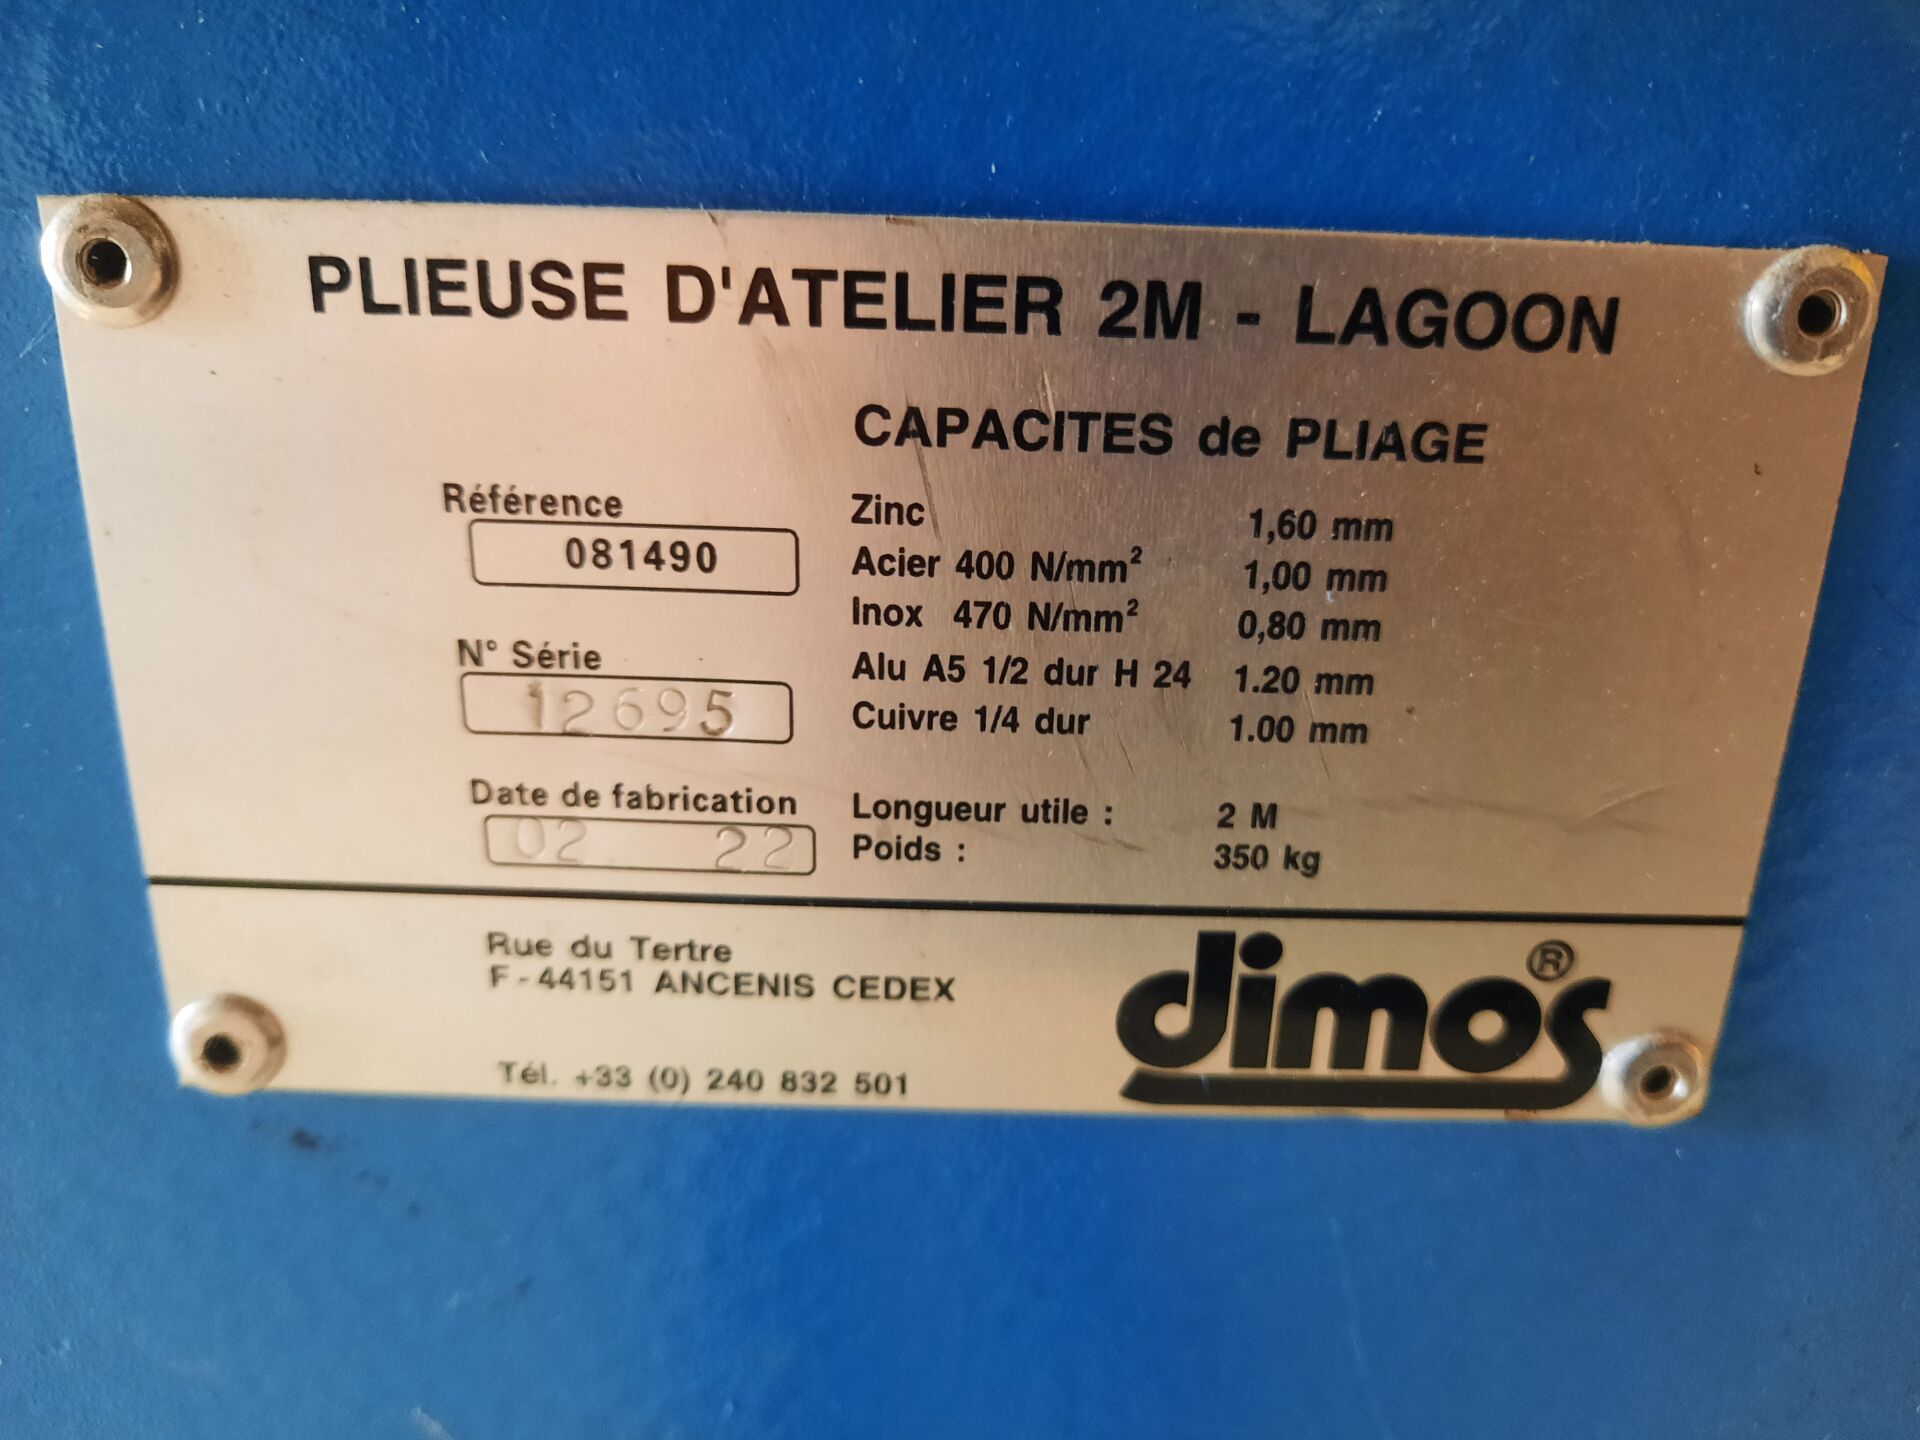 PLIEUSE D'ATELIER 2M - LAGOON
CAPACITES de PLIAGE
Référence
081490
N° Série
12695
Date de fabrication
02 22
Zinc 1,60 mm
Acier 400 N/mm² 1,00 mm
Inox 470 N/mm² 0,80 mm
Alu A5 1/2 dur H 24 1.20 mm
Cuivre 1/4 dur 1.00 mm
Longueur utile : 2 M
Poids : 350 kg
Rue du Tertre
F - 44151 ANCENIS CEDEX
Tél. +33 (0) 240 832 501
dimo's®